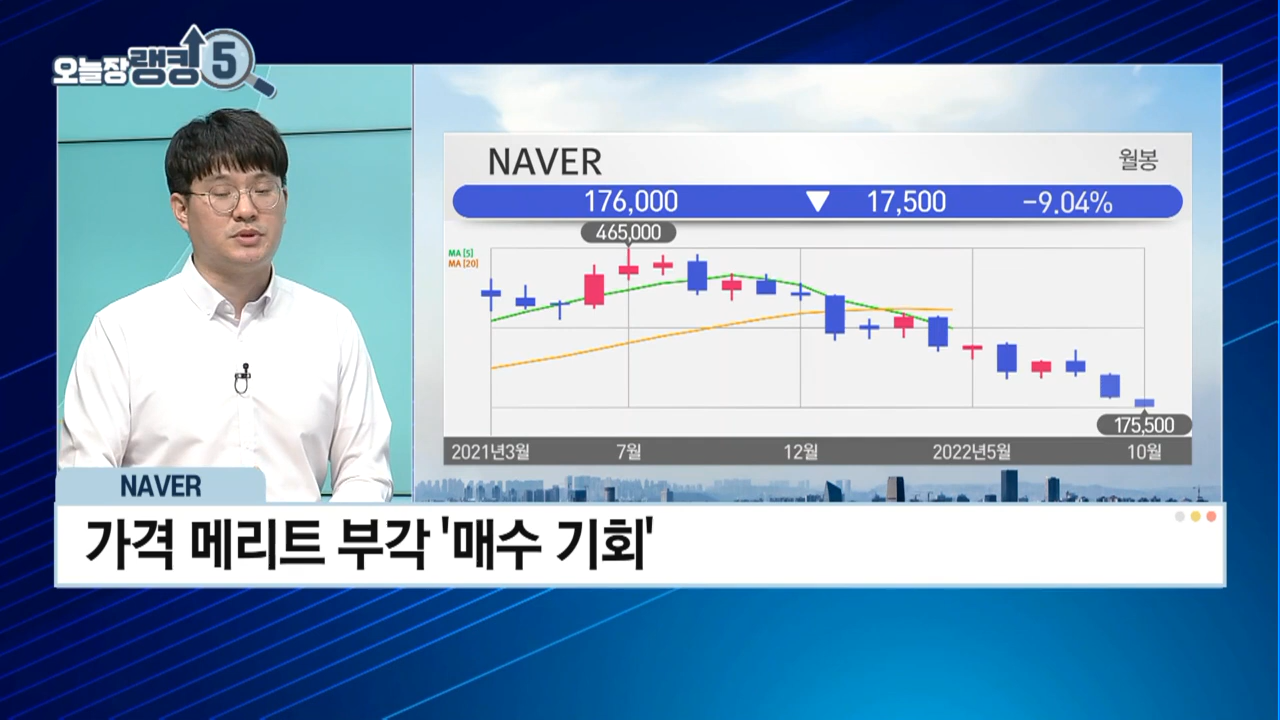 오늘장 랭킹 5
NAVER
월봉
176,000 ▼ 17,500 -9.04%
465,000
MA [5]
MA [20]
175,500
2021년3월 7월 12월 2022년5월 10월
NAVER
가격 메리트 부각 '매수 기회'